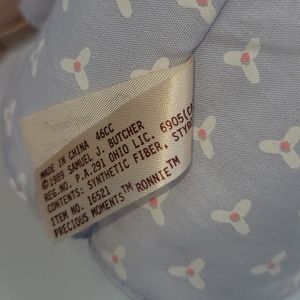 MADE IN CHINA 46CC
©1989 SAMUEL J. BUTCHER
REG.NO. P.A.291 OHIO LIC. 6905(C
CONTENTS: SYNTHETIC FIBER, STYR
ITEM NO. 16521
PRECIOUS MOMENTS™ RONNIE™